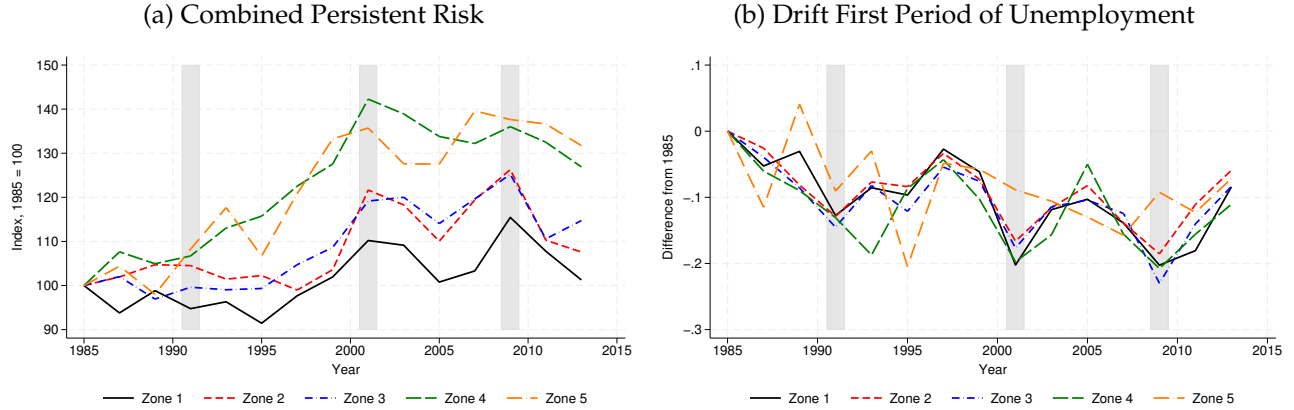 (a) Combined Persistent Risk
150
140
130
120
110
100
90
Index, 1985 = 100
1985 1990 1995 2000 2005 2010 2015
Year
Zone 1 Zone 2 Zone 3 Zone 4 Zone 5
(b) Drift First Period of Unemployment
.1
0
-.1
-.2
-.3
Difference from 1985
1985 1990 1995 2000 2005 2010 2015
Year
Zone 1 Zone 2 Zone 3 Zone 4 Zone 5